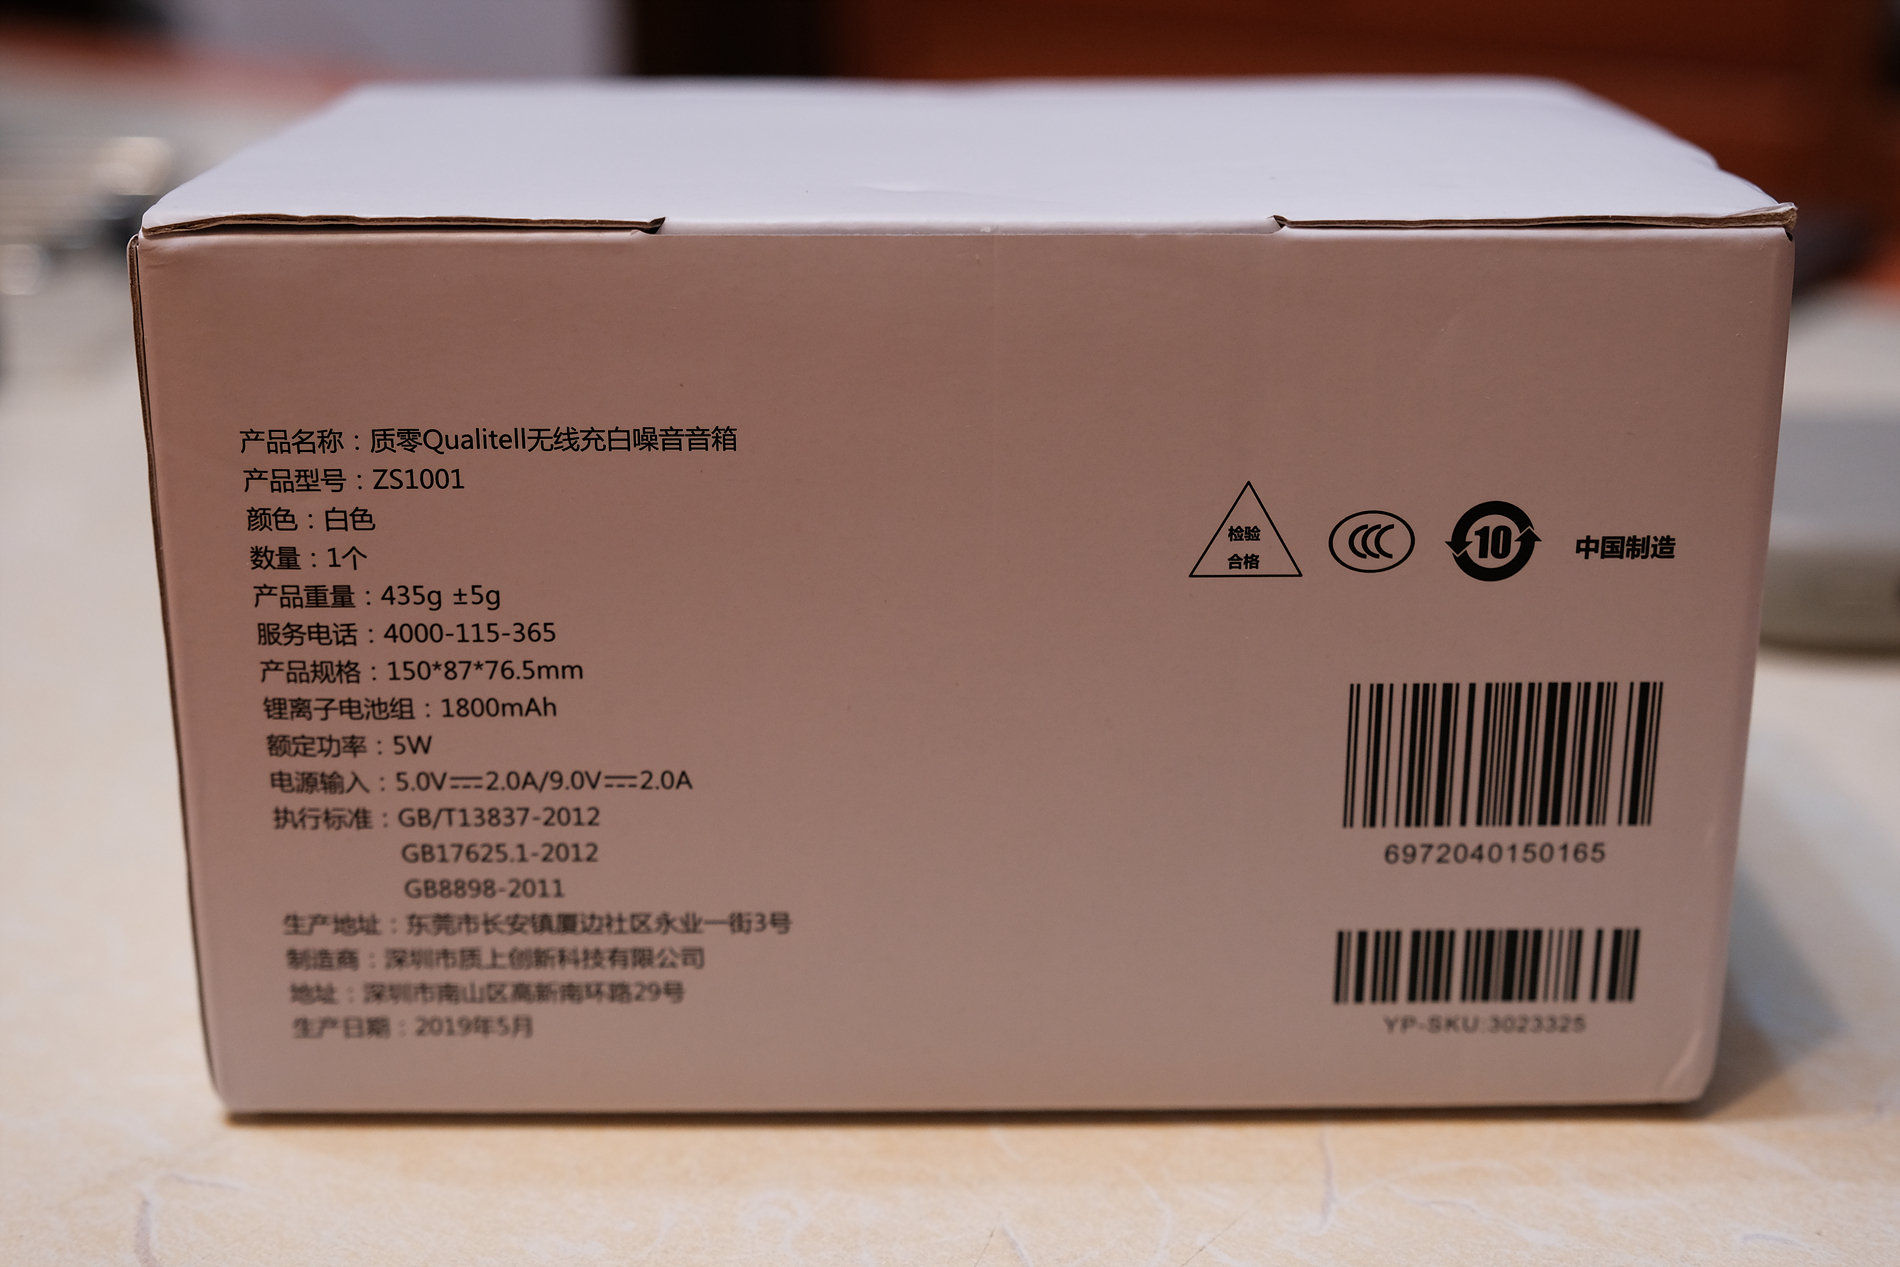 产品名称：质零Qualitell无线充白噪音音箱
产品型号：ZS1001
颜色：白色
数量：1个
产品重量：435g ±5g
服务电话：4000-115-365
产品规格：150*87*76.5mm
锂离子电池组：1800mAh
额定功率：5W
电源输入：5.0V⎓2.0A/9.0V⎓2.0A
执行标准：GB/T13837-2012
GB17625.1-2012
GB8898-2011
生产地址：东莞市长安镇厦边社区永业一街3号
制造商：深圳市质上创新科技有限公司
地址：深圳市南山区高新南环路29号
生产日期：2019年5月
检验
合格
CCC
10
中国制造
6972040150165
YP-SKU:3023325